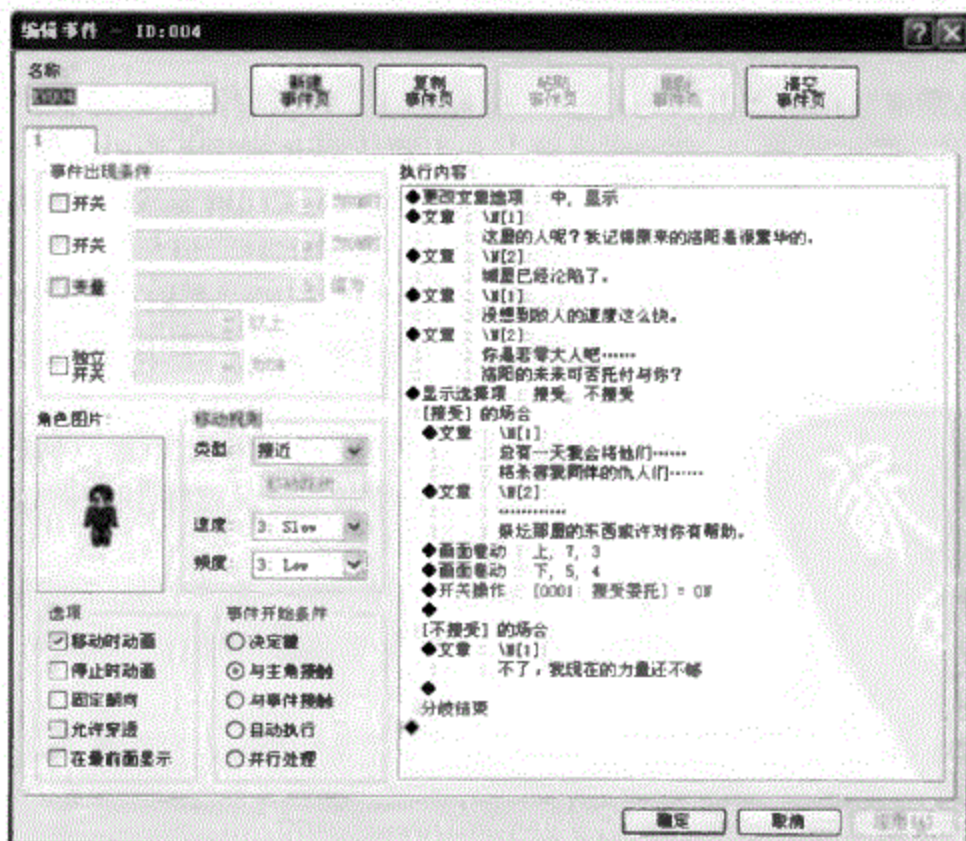 编辑事件 - ID:004
名称
EV004
新建
事件页
复制
事件页
粘贴
事件页
删除
事件页
清空
事件页
1
事件出现条件
开关
开关
变量
以上
独立
开关
角色图片:
移动规则
类型: 接近
速度: 3: Slow
频度: 3: Low
选项
移动时动画
停止时动画
固定朝向
允许穿透
在最前面显示
事件开始条件
决定键
与主角接触
与事件接触
自动执行
并行处理
执行内容
◆更改文章选项 : 中, 显示
◆文章 : \N[1]:
: 这里的人呢?我记得原来的洛阳是很繁华的.
◆文章 : \N[2]:
: 城里已经沦陷了.
◆文章 : \N[1]:
: 没想到敌人的速度这么快.
◆文章 : \N[2]:
: 你是若零大人吧……
: 洛阳的未来可否托付与你?
◆显示选择项 : 接受, 不接受
: [接受] 的场合
◆文章 : \N[1]:
: 总有一天我会将他们……
: 将杀害我同伴的仇人们……
◆文章 : \N[2]:
: …………
: 祭坛那里的东西或许对你有帮助.
◆画面卷动 : 上, 7, 3
◆画面卷动 : 下, 5, 4
◆开关操作 : [0001: 接受委托] = ON
◆
: [不接受] 的场合
◆文章 : \N[1]:
: 不了,我现在的力量还不够
◆
: 分歧结束
◆
确定
取消